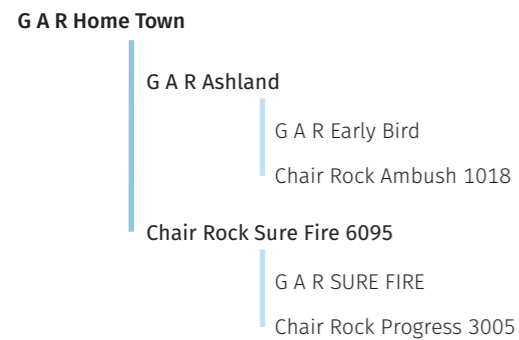 G A R Home Town
G A R Ashland
G A R Early Bird
Chair Rock Ambush 1018
Chair Rock Sure Fire 6095
G A R SURE FIRE
Chair Rock Progress 3005